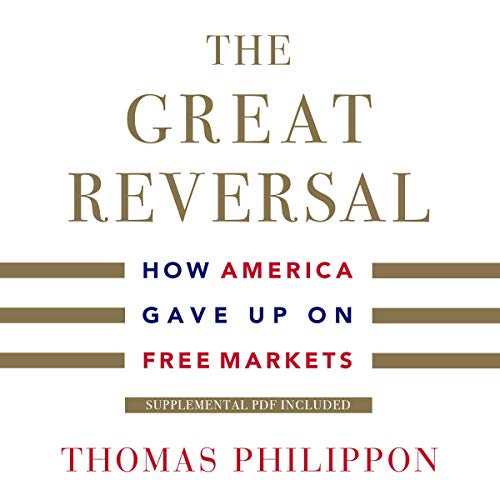 THE
GREAT
REVERSAL
HOW AMERICA
GAVE UP ON
FREE MARKETS
SUPPLEMENTAL PDF INCLUDED
THOMAS PHILIPPON